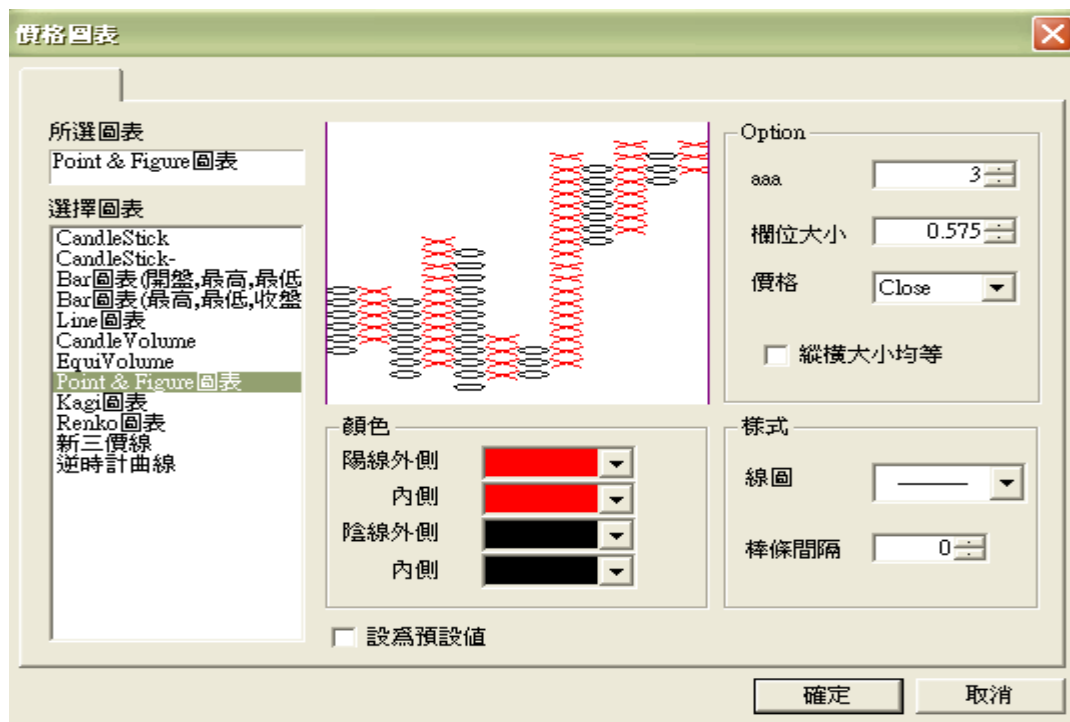 價格圖表
所選圖表
Point & Figure圖表
選擇圖表
CandleStick
CandleStick-
Bar圖表(開盤,最高,最低
Bar圖表(最高,最低,收盤
Line圖表
CandleVolume
EquiVolume
Point & Figure圖表
Kagi圖表
Renko圖表
新三價線
逆時計曲線
Option
aaa
3
欄位大小
0.575
價格
Close
縱橫大小均等
顏色
陽線外側
內側
陰線外側
內側
樣式
線圖
棒條間隔
0
設為預設值
確定
取消